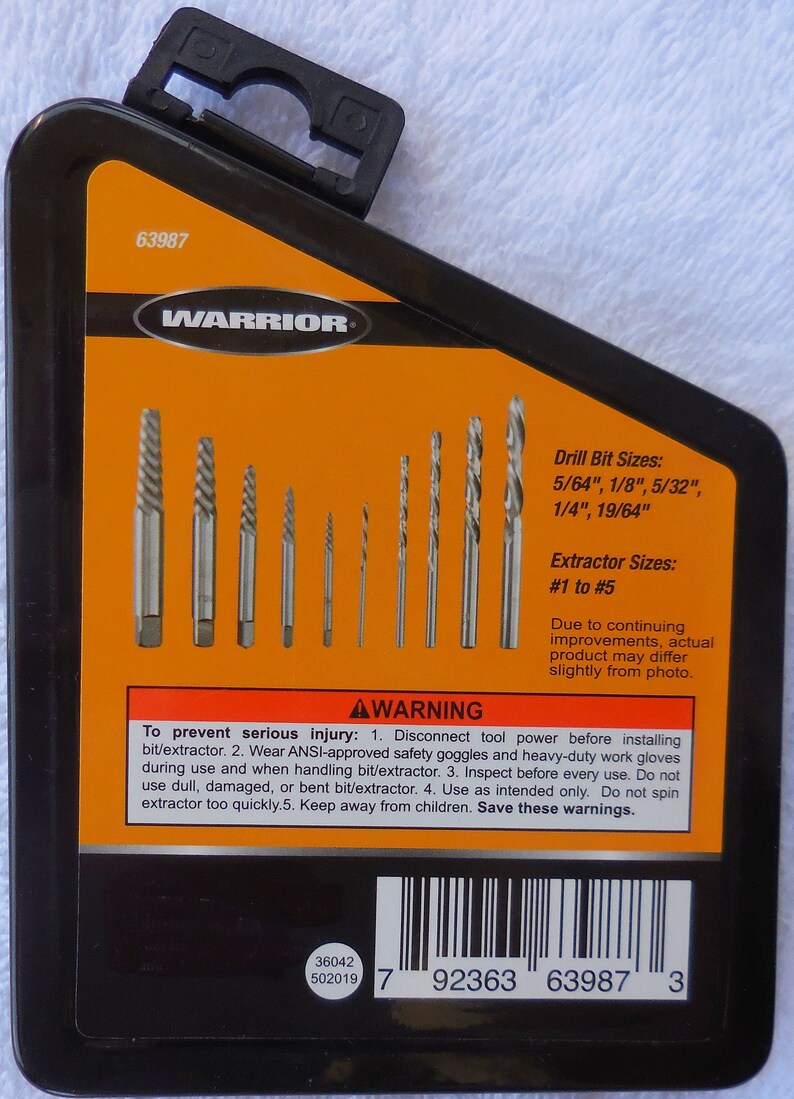 63987
WARRIOR®
Drill Bit Sizes:
5/64", 1/8", 5/32",
1/4", 19/64"
Extractor Sizes:
#1 to #5
Due to continuing
improvements, actual
product may differ
slightly from photo.
⚠WARNING
To prevent serious injury: 1. Disconnect tool power before installing
bit/extractor. 2. Wear ANSI-approved safety goggles and heavy-duty work gloves
during use and when handling bit/extractor. 3. Inspect before every use. Do not
use dull, damaged, or bent bit/extractor. 4. Use as intended only. Do not spin
extractor too quickly.5. Keep away from children. Save these warnings.
36042
502019
7 92363 63987 3